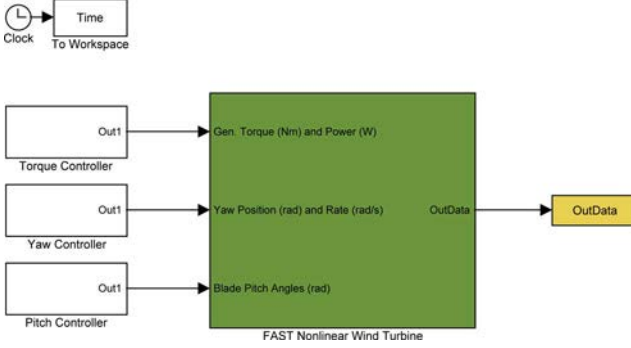 Time
Clock
To Workspace
Out1
Gen. Torque (Nm) and Power (W)
Torque Controller
Out1
Yaw Position (rad) and Rate (rad/s)
OutData
OutData
Yaw Controller
Out1
Blade Pitch Angles (rad)
Pitch Controller
FAST Nonlinear Wind Turbine